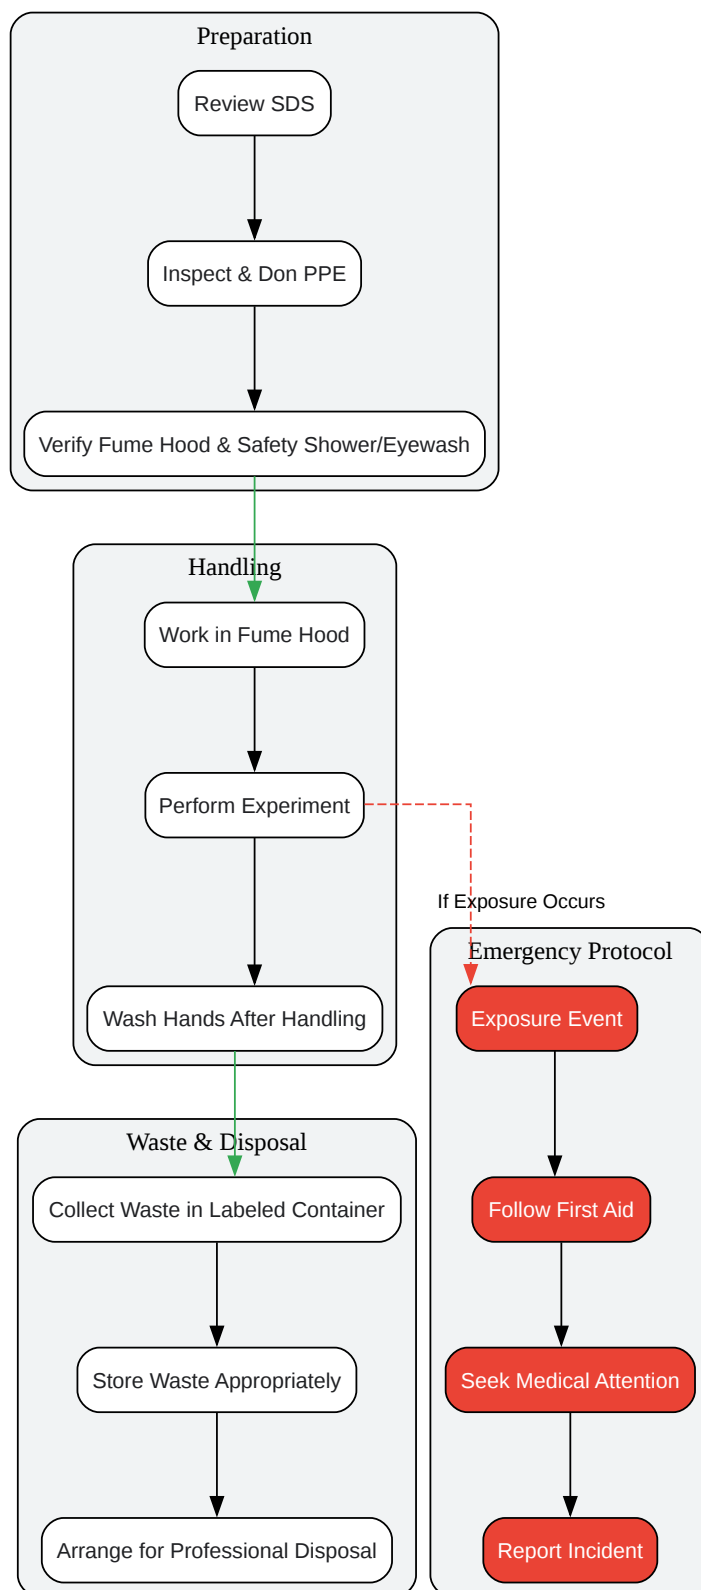 Preparation
Review SDS
Inspect & Don PPE
Verify Fume Hood & Safety Shower/Eyewash
Handling
Work in Fume Hood
Perform Experiment
If Exposure Occurs
Wash Hands After Handling
Emergency Protocol
Exposure Event
Follow First Aid
Seek Medical Attention
Report Incident
Waste & Disposal
Collect Waste in Labeled Container
Store Waste Appropriately
Arrange for Professional Disposal